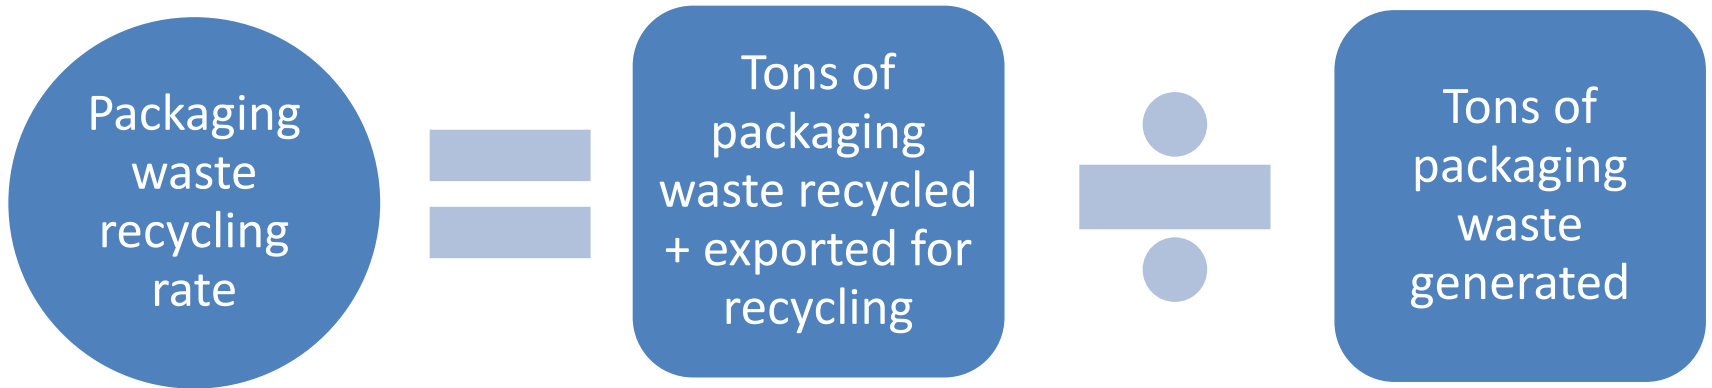 Packaging
waste
recycling
rate
Tons of
packaging
waste recycled
+ exported for
recycling
Tons of
packaging
waste
generated